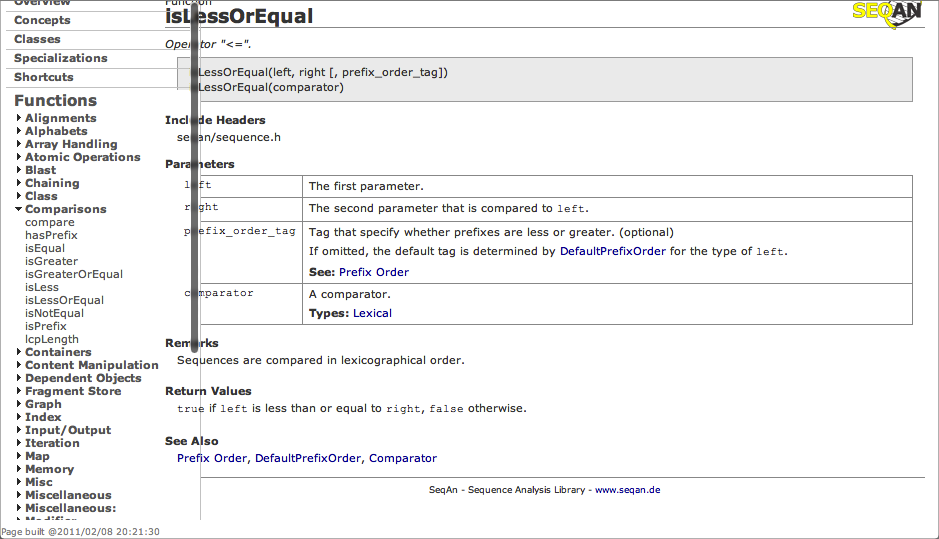 Overview
Concepts
Classes
Specializations
Shortcuts
Functions
Alignments
Alphabets
Array Handling
Atomic Operations
Blast
Chaining
Class
Comparisons
compare
hasPrefix
isEqual
isGreater
isGreaterOrEqual
isLess
isLessOrEqual
isNotEqual
isPrefix
lcpLength
Containers
Content Manipulation
Dependent Objects
Fragment Store
Graph
Index
Input/Output
Iteration
Map
Memory
Misc
Miscellaneous
Miscellaneous:
Modifier
Page built @2011/02/08 20:21:30
Function
isLessOrEqual
SEQAN
Operator "<=".
isLessOrEqual(left, right [, prefix_order_tag])
isLessOrEqual(comparator)
Include Headers
seqan/sequence.h
Parameters
left The first parameter.
right The second parameter that is compared to left.
prefix_order_tag Tag that specify whether prefixes are less or greater. (optional)
If omitted, the default tag is determined by DefaultPrefixOrder for the type of left.
See: Prefix Order
comparator A comparator.
Types: Lexical
Remarks
Sequences are compared in lexicographical order.
Return Values
true if left is less than or equal to right, false otherwise.
See Also
Prefix Order, DefaultPrefixOrder, Comparator
SeqAn - Sequence Analysis Library - www.seqan.de